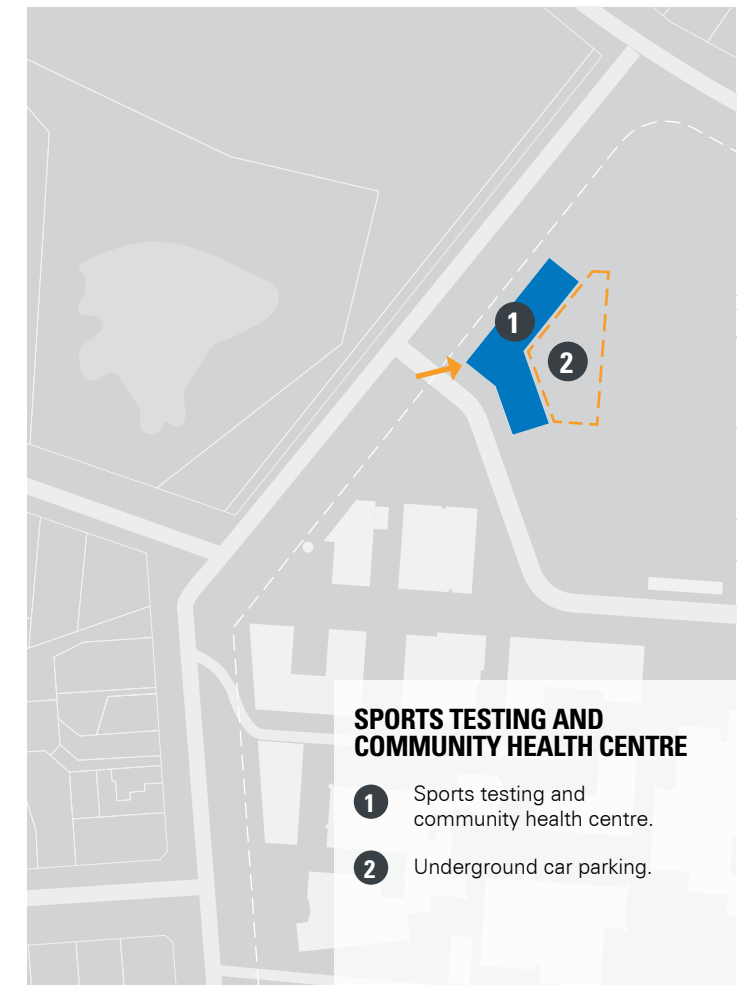 1
2
SPORTS TESTING AND
COMMUNITY HEALTH CENTRE
1 Sports testing and
community health centre.
2 Underground car parking.